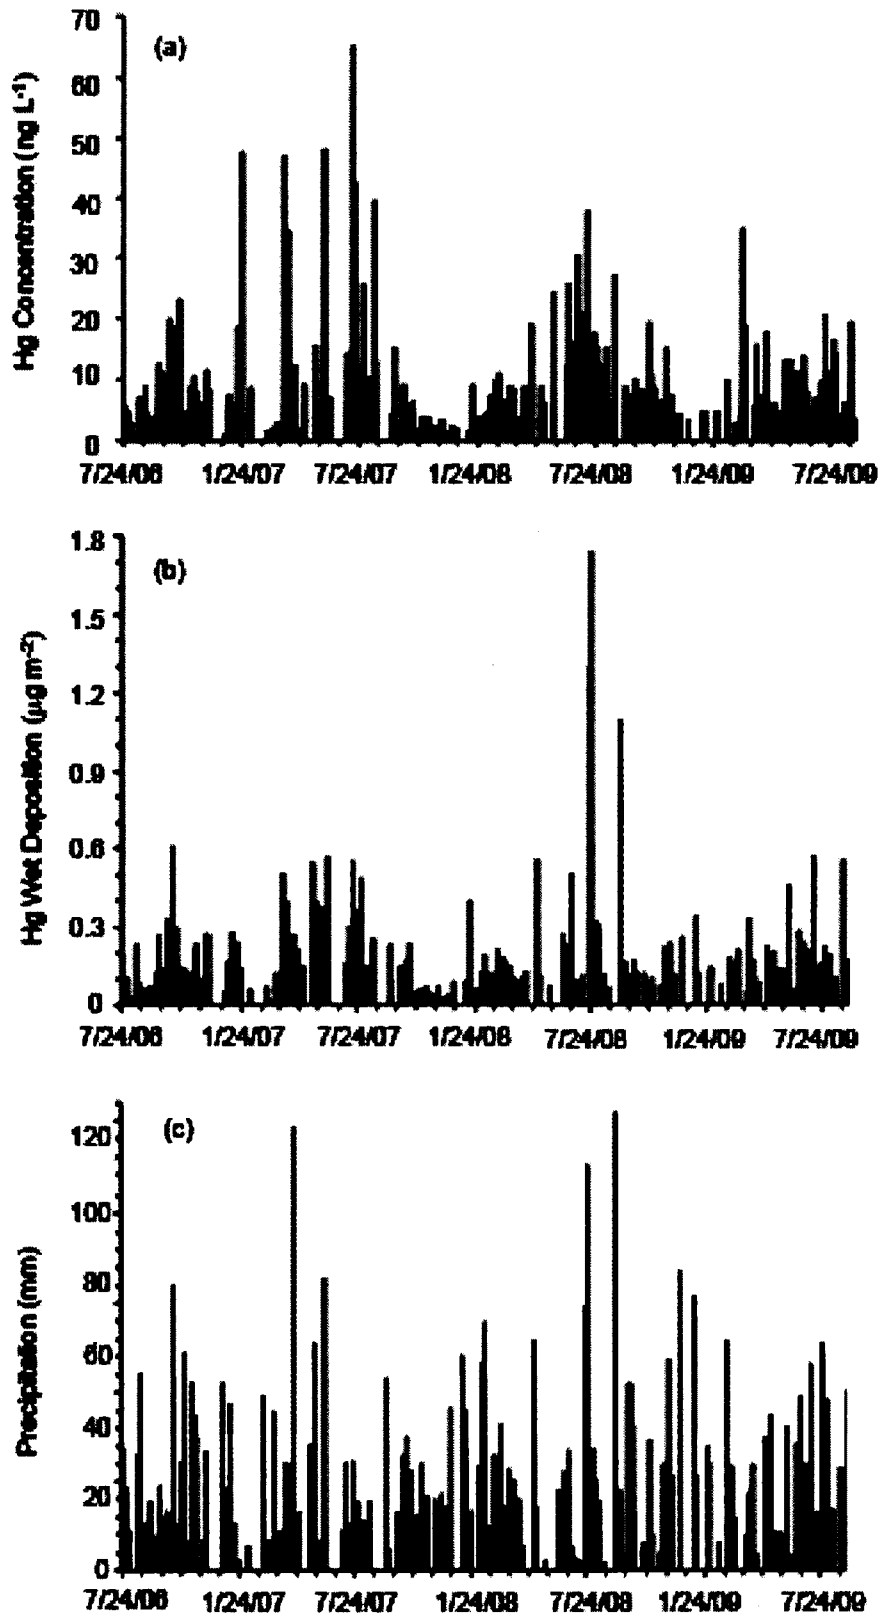 (a)
Hg Concentration (ng L-1)
70
60
50
40
30
20
10
0
7/24/06 1/24/07 7/24/07 1/24/08 7/24/08 1/24/09 7/24/09
(b)
Hg Wet Deposition (μg m-2)
1.8
1.5
1.2
0.9
0.6
0.3
0
7/24/06 1/24/07 7/24/07 1/24/08 7/24/08 1/24/09 7/24/09
(c)
Precipitation (mm)
120
100
80
60
40
20
0
7/24/06 1/24/07 7/24/07 1/24/08 7/24/08 1/24/09 7/24/09